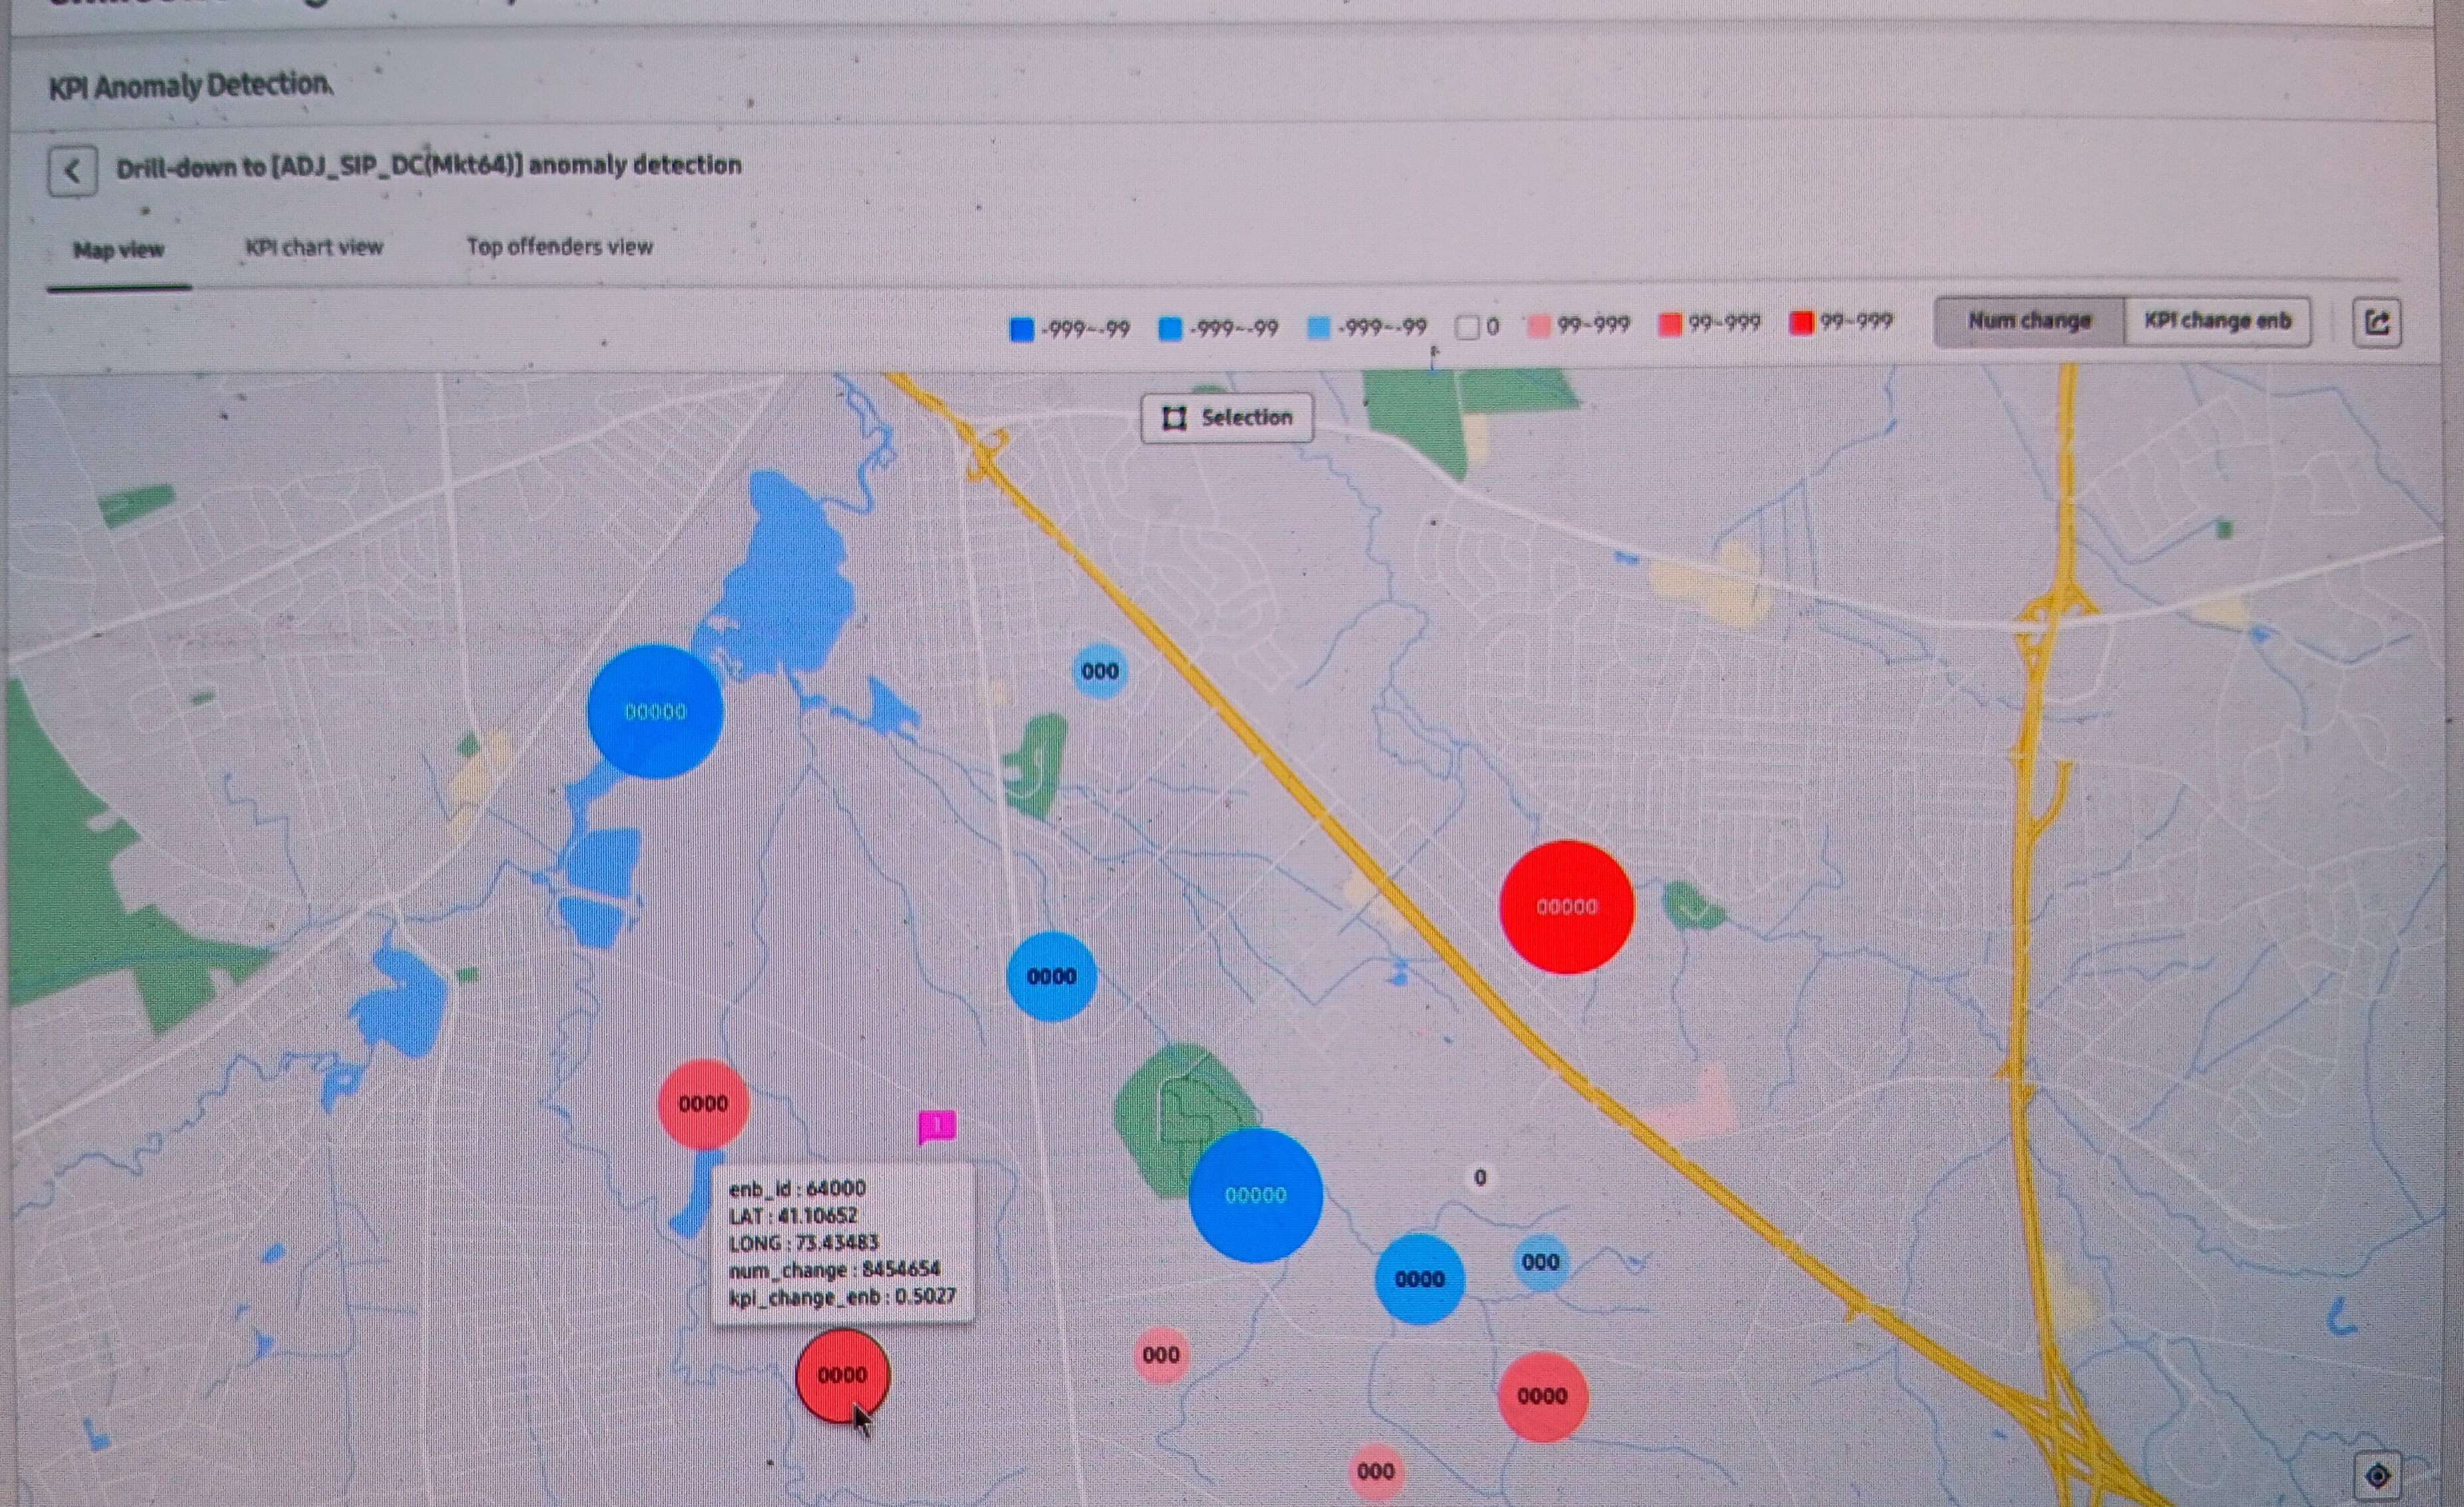 KPI Anomaly Detection
Drill-down to [ADJ_SIP_DC(Mkt64)] anomaly detection
Map view KPI chart view Top offenders view
-999~-99 -999~-99 -999~-99 0 99~999 99~999 99~999 Num change KPI change enb
Selection
000
00000
00000
0000
0000
1
0
enb_id : 64000
00000
LAT : 41.10652
LONG : 73.43483
000
num_change : 8454654
0000
kpi_change_enb : 0.5027
000
0000
0000
000